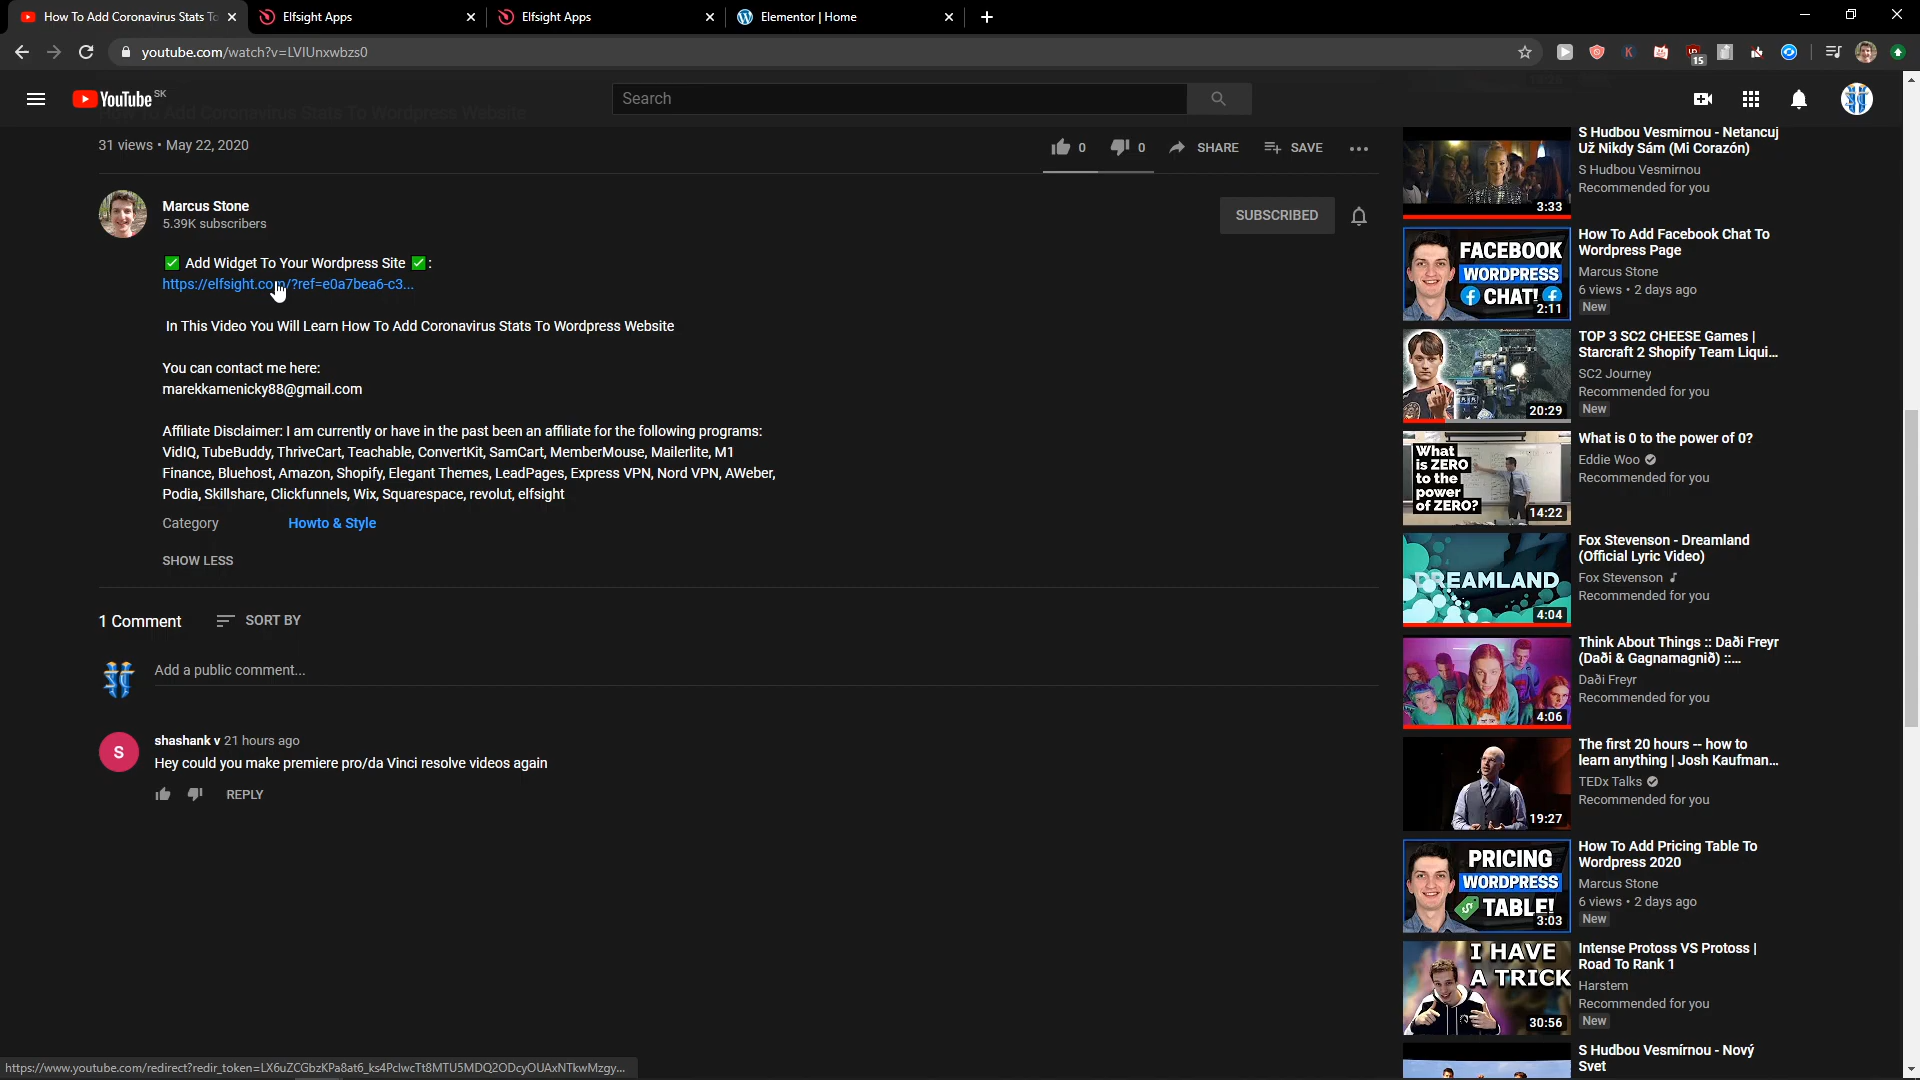 How To Add Coronavirus Stats To
Elfsight Apps
Elfsight Apps
Elementor | Home
youtube.com/watch?v=LVIUnxwbzs0
15
YouTube SK
Search
How To Add Coronavirus Stats To Wordpress Website
31 views • May 22, 2020
0
0
SHARE
SAVE
Marcus Stone
5.39K subscribers
SUBSCRIBED
✅ Add Widget To Your Wordpress Site ✅ :
https://elfsight.com/?ref=e0a7bea6-c3...
In This Video You Will Learn How To Add Coronavirus Stats To Wordpress Website
You can contact me here:
marekkamenicky88@gmail.com
Affiliate Disclaimer: I am currently or have in the past been an affiliate for the following programs:
VidIQ, TubeBuddy, ThriveCart, Teachable, ConvertKit, SamCart, MemberMouse, Mailerlite, M1
Finance, Bluehost, Amazon, Shopify, Elegant Themes, LeadPages, Express VPN, Nord VPN, AWeber,
Podia, Skillshare, Clickfunnels, Wix, Squarespace, revolut, elfsight
Category
Howto & Style
SHOW LESS
1 Comment
SORT BY
Add a public comment...
S
shashank v 21 hours ago
Hey could you make premiere pro/da Vinci resolve videos again
REPLY
S Hudbou Vesmírnou - Netancuj
Už Nikdy Sám (Mi Corazón)
S Hudbou Vesmirnou
Recommended for you
3:33
FACEBOOK
WORDPRESS
CHAT!
2:11
How To Add Facebook Chat To
Wordpress Page
Marcus Stone
6 views • 2 days ago
New
20:29
TOP 3 SC2 CHEESE Games |
Starcraft 2 Shopify Team Liqui...
SC2 Journey
Recommended for you
New
What
is ZERO
to the
power
of ZERO?
14:22
What is 0 to the power of 0?
Eddie Woo
Recommended for you
DREAMLAND
4:04
Fox Stevenson - Dreamland
(Official Lyric Video)
Fox Stevenson
Recommended for you
4:06
Think About Things :: Daði Freyr
(Daði & Gagnamagnið) ::...
Daði Freyr
Recommended for you
19:27
The first 20 hours -- how to
learn anything | Josh Kaufman...
TEDx Talks
Recommended for you
PRICING
WORDPRESS
TABLE!
3:03
How To Add Pricing Table To
Wordpress 2020
Marcus Stone
6 views • 2 days ago
New
I HAVE
A TRICK
30:56
Intense Protoss VS Protoss |
Road To Rank 1
Harstem
Recommended for you
New
S Hudbou Vesmírnou - Nový
Svet